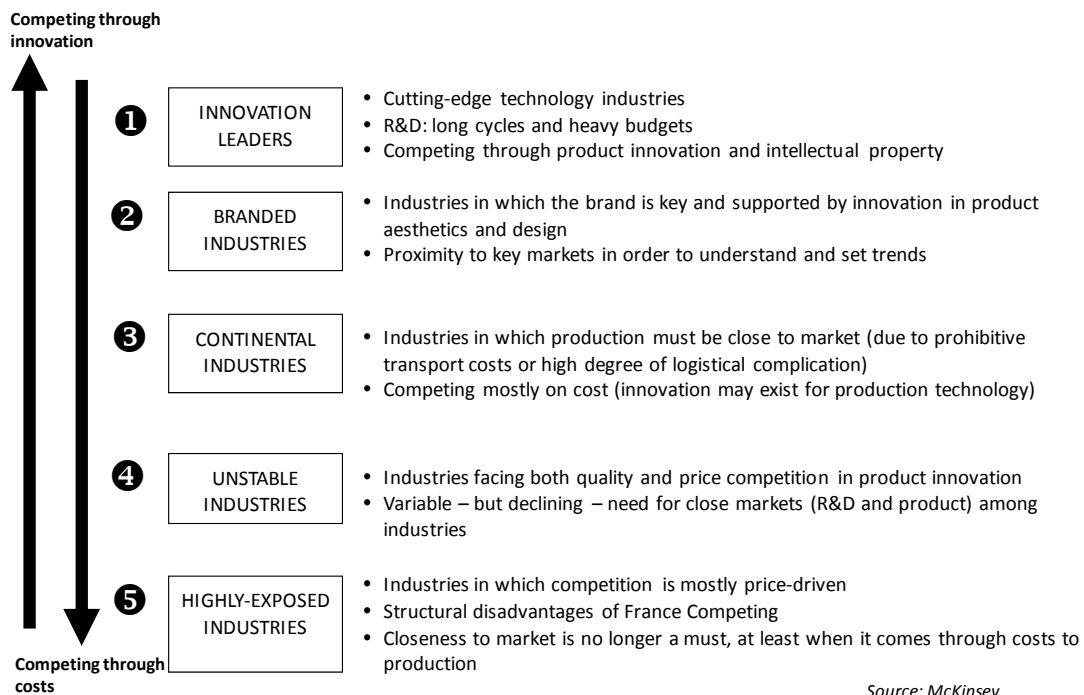 Competing through
innovation
❶
INNOVATION
LEADERS
• Cutting-edge technology industries
• R&D: long cycles and heavy budgets
• Competing through product innovation and intellectual property
❷
BRANDED
INDUSTRIES
• Industries in which the brand is key and supported by innovation in product
aesthetics and design
• Proximity to key markets in order to understand and set trends
❸
CONTINENTAL
INDUSTRIES
• Industries in which production must be close to market (due to prohibitive
transport costs or high degree of logistical complication)
• Competing mostly on cost (innovation may exist for production technology)
❹
UNSTABLE
INDUSTRIES
• Industries facing both quality and price competition in product innovation
• Variable – but declining – need for close markets (R&D and product) among
industries
❺
HIGHLY-EXPOSED
INDUSTRIES
• Industries in which competition is mostly price-driven
• Structural disadvantages of France Competing
• Closeness to market is no longer a must, at least when it comes through costs to
production
Competing through
costs
Source: McKinsey